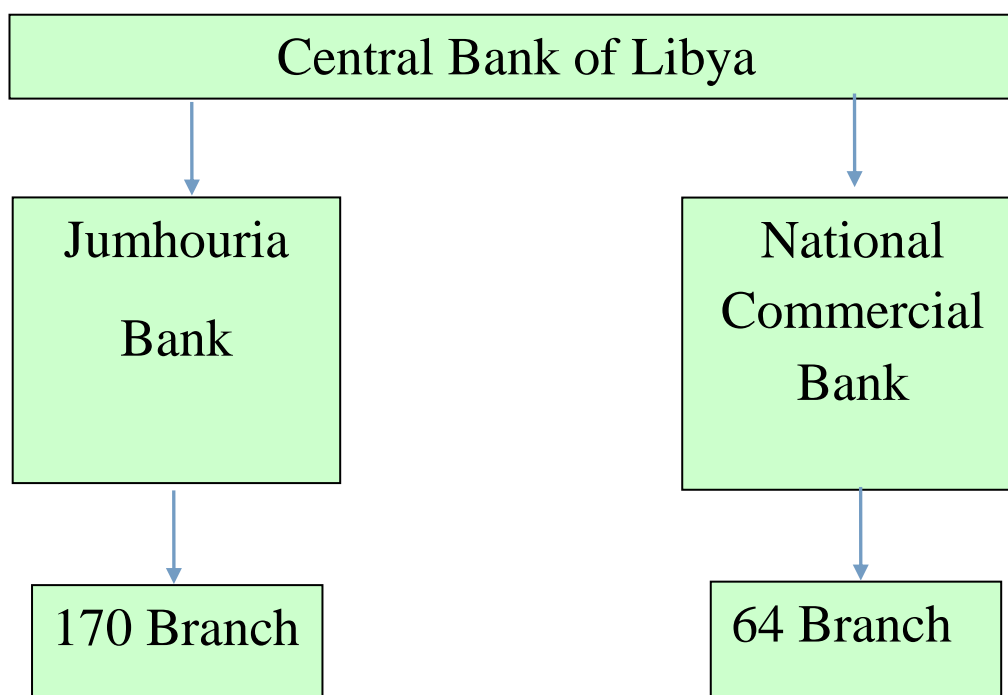 Central Bank of Libya
Jumhouria
Bank
National
Commercial
Bank
170 Branch
64 Branch